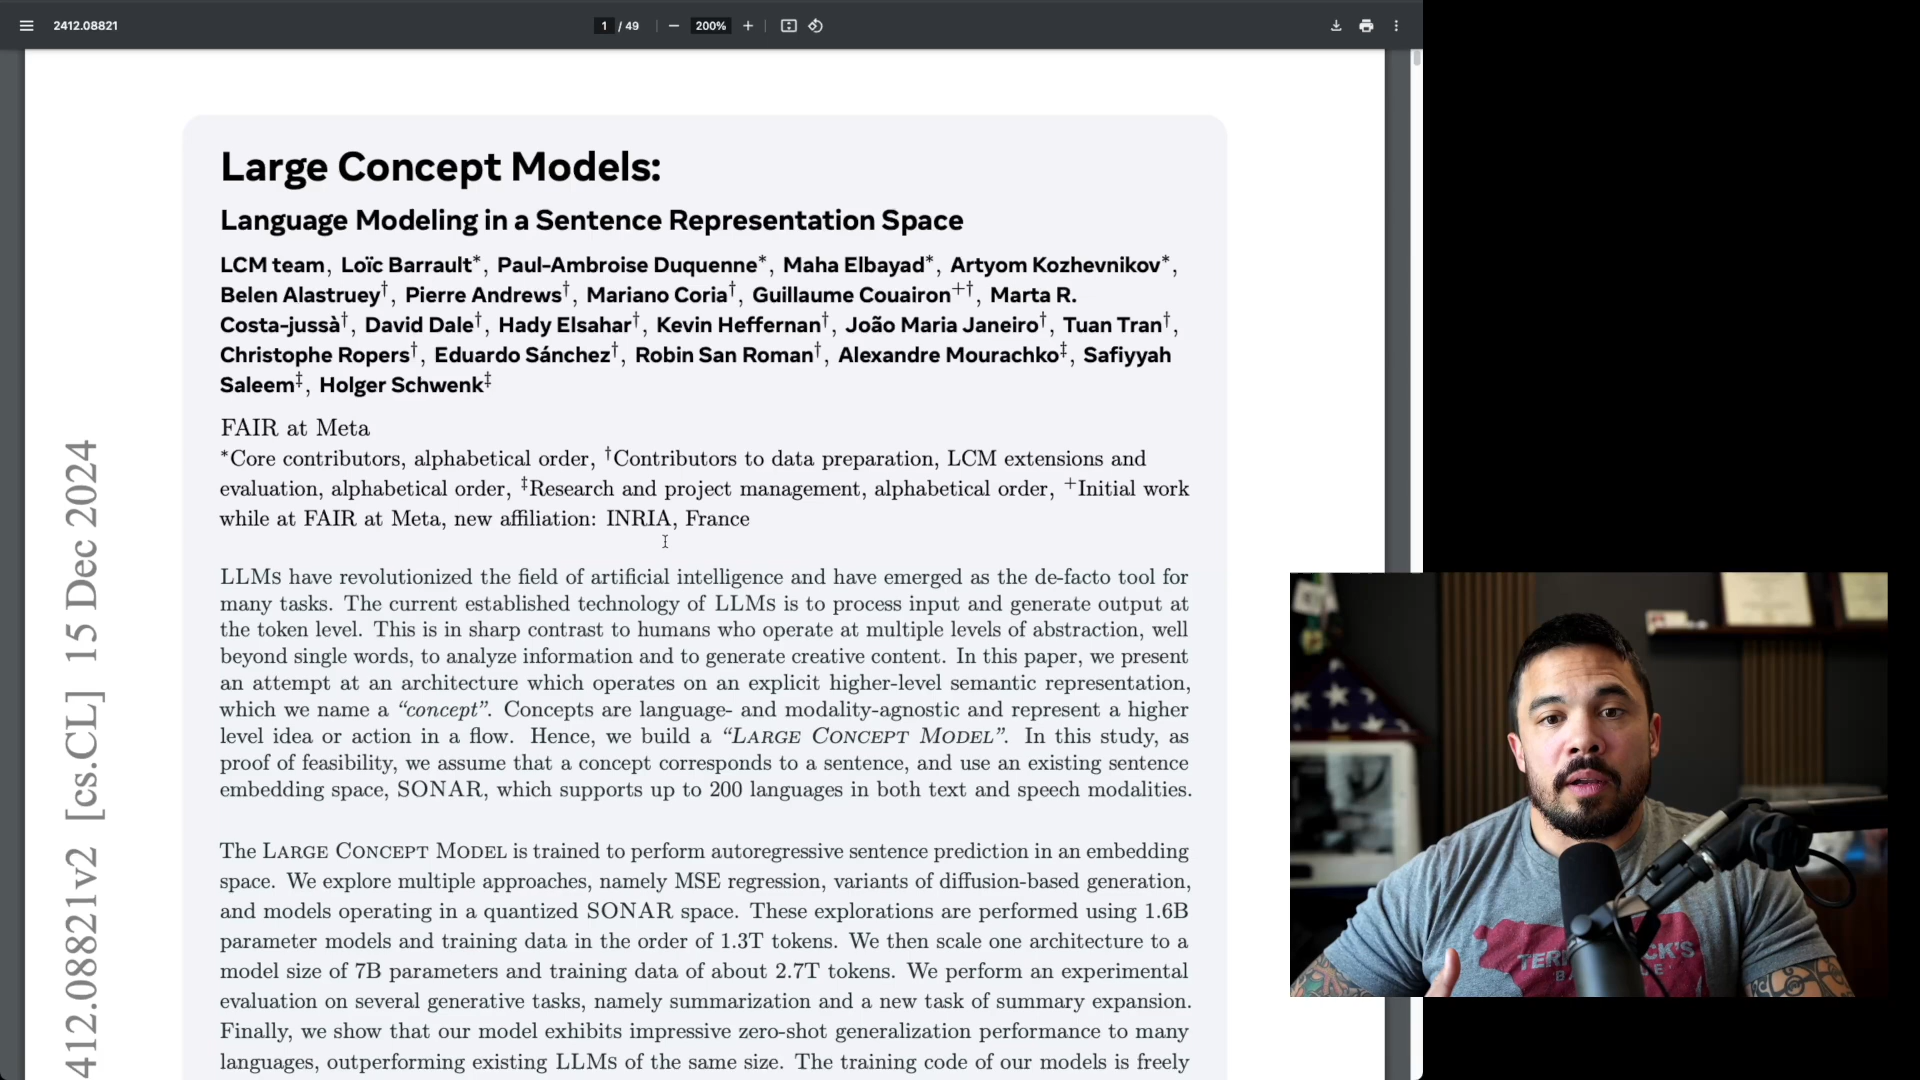 2412.08821
1 / 49
200%
Large Concept Models:
Language Modeling in a Sentence Representation Space
LCM team, Loïc Barrault*, Paul-Ambroise Duquenne*, Maha Elbayad*, Artyom Kozhevnikov*,
Belen Alastruey†, Pierre Andrews†, Mariano Coria†, Guillaume Couairon+†, Marta R.
Costa-jussà†, David Dale†, Hady Elsahar†, Kevin Heffernan†, João Maria Janeiro†, Tuan Tran†,
Christophe Ropers†, Eduardo Sánchez†, Robin San Roman†, Alexandre Mourachko‡, Safiyyah
Saleem‡, Holger Schwenk‡
FAIR at Meta
*Core contributors, alphabetical order, †Contributors to data preparation, LCM extensions and
evaluation, alphabetical order, ‡Research and project management, alphabetical order, +Initial work
while at FAIR at Meta, new affiliation: INRIA, France
LLMs have revolutionized the field of artificial intelligence and have emerged as the de-facto tool for
many tasks. The current established technology of LLMs is to process input and generate output at
the token level. This is in sharp contrast to humans who operate at multiple levels of abstraction, well
beyond single words, to analyze information and to generate creative content. In this paper, we present
an attempt at an architecture which operates on an explicit higher-level semantic representation,
which we name a “concept”. Concepts are language- and modality-agnostic and represent a higher
level idea or action in a flow. Hence, we build a “LARGE CONCEPT MODEL”. In this study, as
proof of feasibility, we assume that a concept corresponds to a sentence, and use an existing sentence
embedding space, SONAR, which supports up to 200 languages in both text and speech modalities.
The LARGE CONCEPT MODEL is trained to perform autoregressive sentence prediction in an embedding
space. We explore multiple approaches, namely MSE regression, variants of diffusion-based generation,
and models operating in a quantized SONAR space. These explorations are performed using 1.6B
parameter models and training data in the order of 1.3T tokens. We then scale one architecture to a
model size of 7B parameters and training data of about 2.7T tokens. We perform an experimental
evaluation on several generative tasks, namely summarization and a new task of summary expansion.
Finally, we show that our model exhibits impressive zero-shot generalization performance to many
languages, outperforming existing LLMs of the same size. The training code of our models is freely
412.08821v2 [cs.CL] 15 Dec 2024